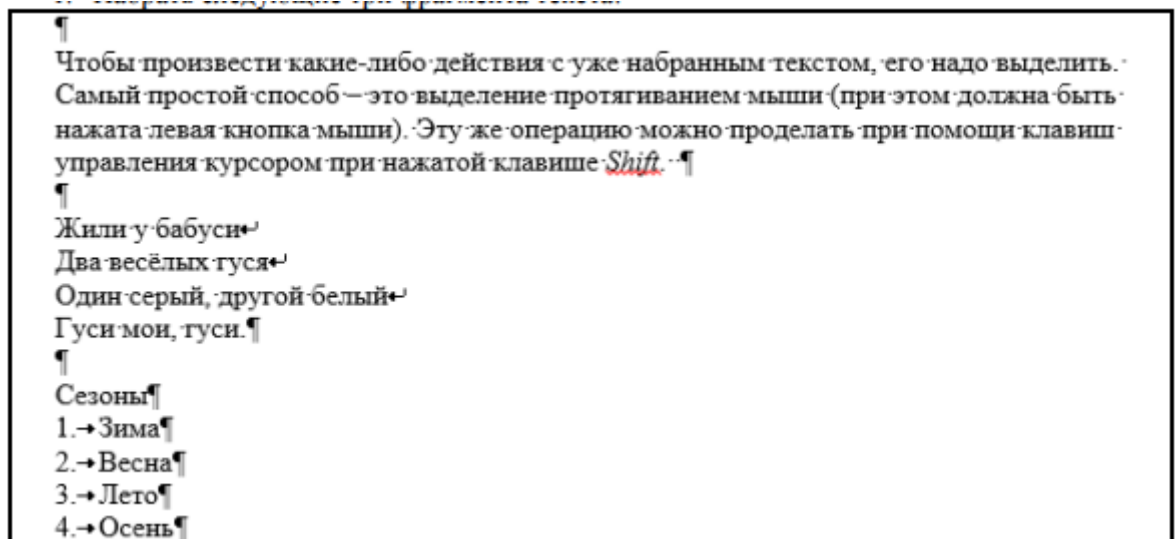 Чтобы произвести какие-либо действия с уже набранным текстом, его надо выделить.
Самый простой способ – это выделение протягиванием мыши (при этом должна быть
нажата левая кнопка мыши). Эту же операцию можно проделать при помощи клавиш
управления курсором при нажатой клавише Shift.
Жили у бабуси
Два весёлых гуся
Один серый, другой белый
Гуси мои, гуси.
Сезоны
1. Зима
2. Весна
3. Лето
4. Осень